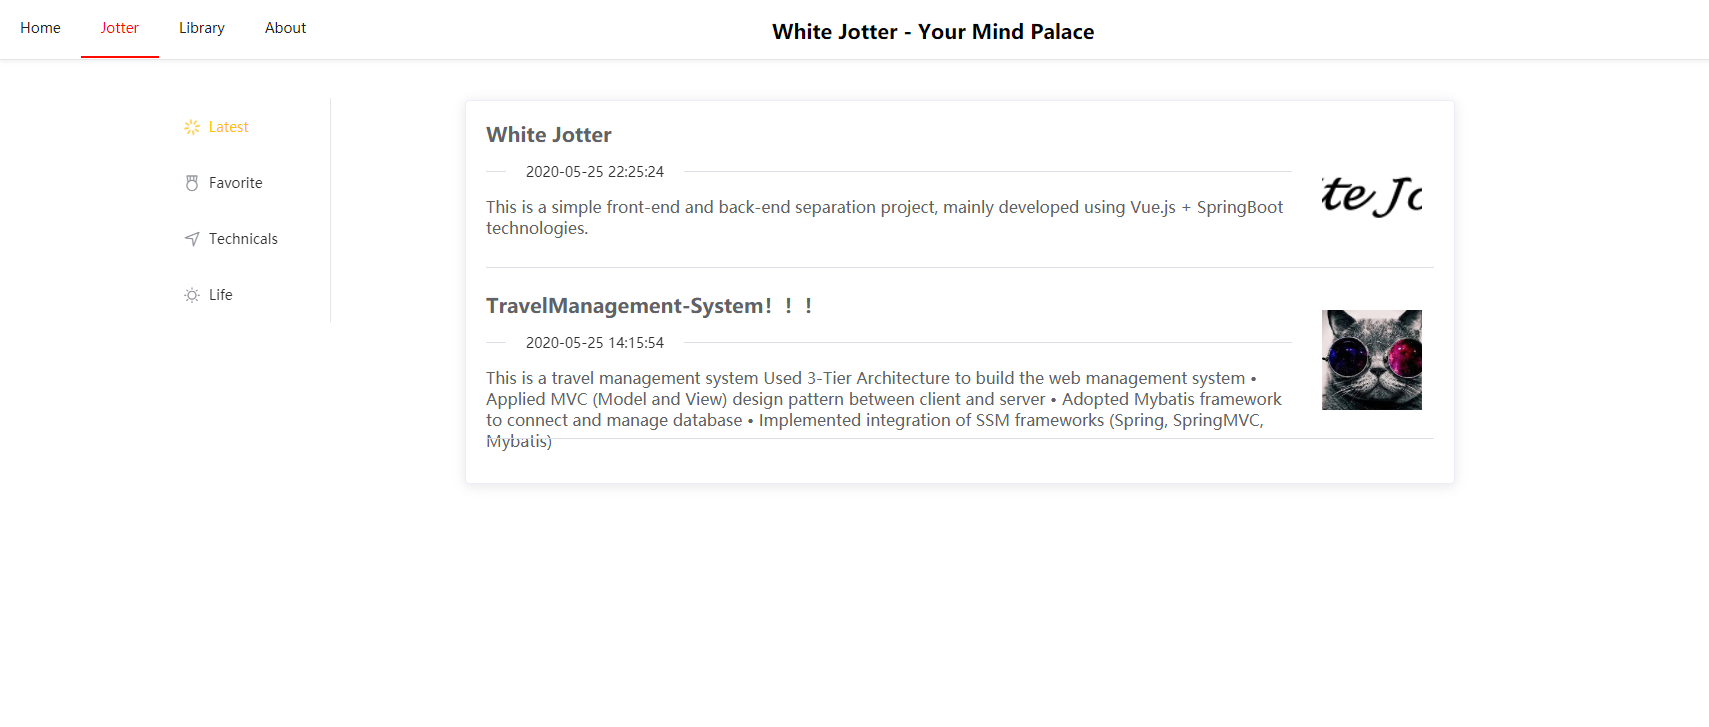 Home Jotter Library About White Jotter - Your Mind Palace
Latest
Favorite
Technicals
Life
White Jotter
2020-05-25 22:25:24
This is a simple front-end and back-end separation project, mainly developed using Vue.js + SpringBoot
technologies.
te Jo
TravelManagement-System！！！
2020-05-25 14:15:54
This is a travel management system Used 3-Tier Architecture to build the web management system •
Applied MVC (Model and View) design pattern between client and server • Adopted Mybatis framework
to connect and manage database • Implemented integration of SSM frameworks (Spring, SpringMVC,
Mybatis)